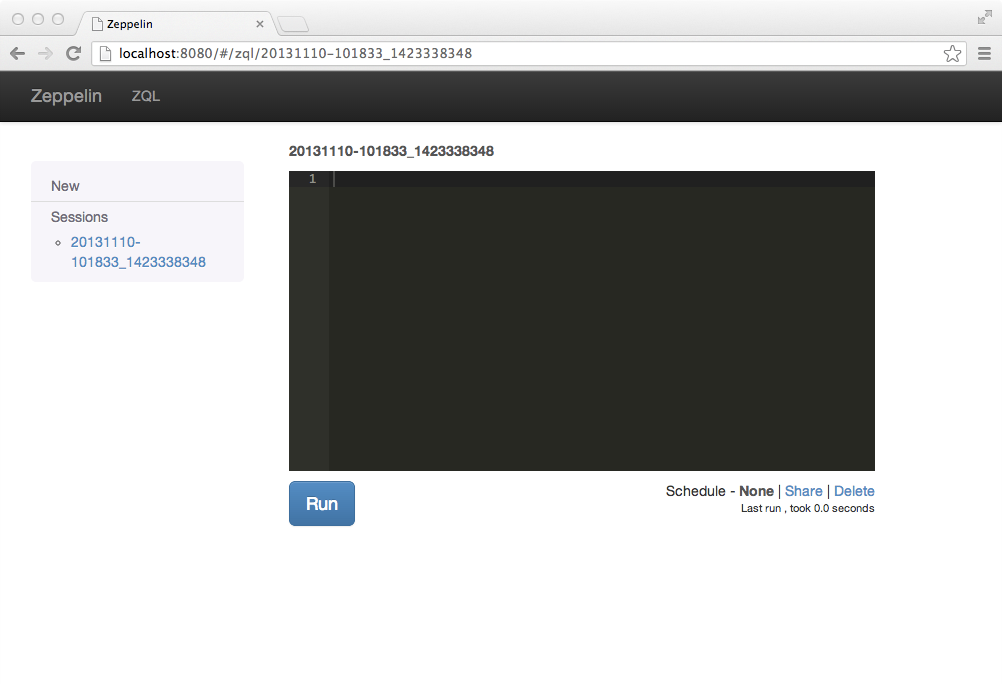 Zeppelin
localhost:8080/#/zql/20131110-101833_1423338348
Zeppelin ZQL
20131110-101833_1423338348
New
Sessions
20131110-
101833_1423338348
1
Run
Schedule - None | Share | Delete
Last run , took 0.0 seconds